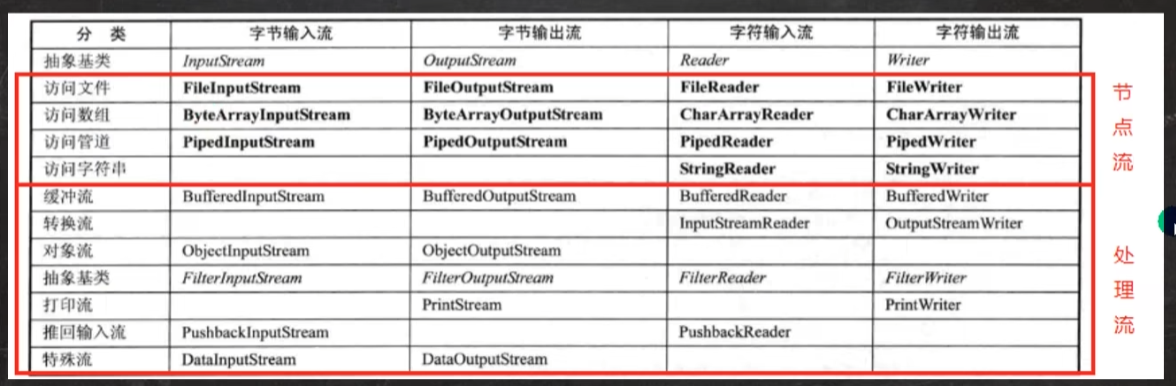 分 类 字节输入流 字节输出流 字符输入流 字符输出流
抽象基类 InputStream OutputStream Reader Writer
访问文件 FileInputStream FileOutputStream FileReader FileWriter
访问数组 ByteArrayInputStream ByteArrayOutputStream CharArrayReader CharArrayWriter
访问管道 PipedInputStream PipedOutputStream PipedReader PipedWriter
访问字符串 StringReader StringWriter
缓冲流 BufferedInputStream BufferedOutputStream BufferedReader BufferedWriter
转换流 InputStreamReader OutputStreamWriter
对象流 ObjectInputStream ObjectOutputStream
抽象基类 FilterInputStream FilterOutputStream FilterReader FilterWriter
打印流 PrintStream PrintWriter
推回输入流 PushbackInputStream PushbackReader
特殊流 DataInputStream DataOutputStream
节
点
流
处
理
流